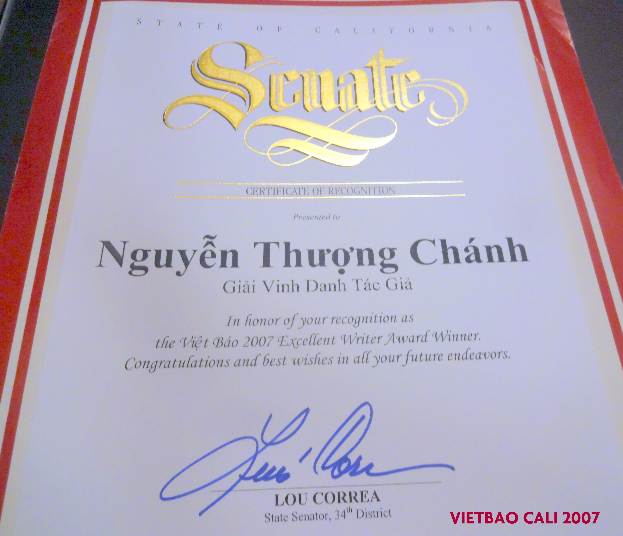 STATE OF CALIFORNIA
Senate
CERTIFICATE OF RECOGNITION
Presented to
Nguyễn Thượng Chánh
Giải Vinh Danh Tác Giả
In honor of your recognition as
the Việt Báo 2007 Excellent Writer Award Winner.
Congratulations and best wishes in all your future endeavors.
Lou Correa
LOU CORREA
State Senator, 34th District
VIETBAO CALI 2007